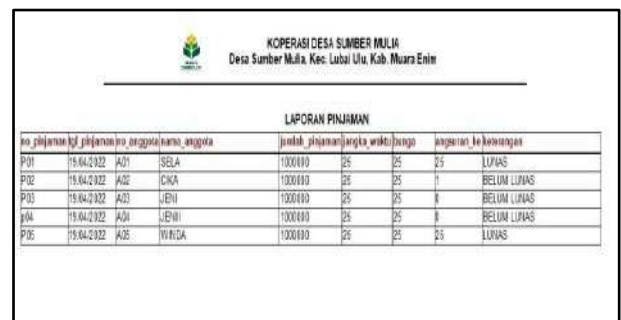 KOPERASI DESA SUMBER MULIA
Desa Sumber Mulia, Kec. Lubai Ulu, Kab. Muara Enim
LAPORAN PINJAMAN
no_pinjaman tgl_pinjaman no_anggota nama_anggota jumlah_pinjaman jangka_waktu bunga angsuran_ke keterangan
P01 19.04.2022 A01 SELA 1000000 25 25 25 LUNAS
P02 19.04.2022 A02 CIKA 1000000 25 25 1 BELUM LUNAS
P03 19.04.2022 A03 JENI 1000000 25 25 0 BELUM LUNAS
p04 19.04.2022 A04 1000000 25 25 0 BELUM LUNAS
P05 19.04.2022 A05 WINDA 1000000 25 25 25 LUNAS